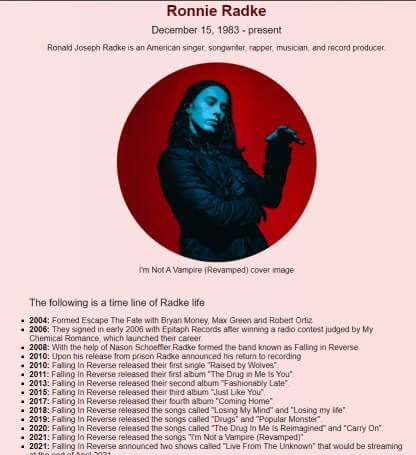 Ronnie Radke
December 15, 1983 - present
Ronald Joseph Radke is an American singer, songwriter, rapper, musician, and record producer.
I'm Not A Vampire (Revamped) cover image
The following is a time line of Radke life
2004: Formed Escape The Fate with Bryan Money, Max Green and Robert Ortiz.
2006: They signed in early 2006 with Epitaph Records after winning a radio contest judged by My
Chemical Romance, which launched their career.
2008: With the help of Nason Schoeffler,Radke formed the band known as Falling in Reverse.
2010: Upon his release from prison Radke announced his return to recording
2010: Falling In Reverse released their first single "Raised by Wolves".
2011: Falling In Reverse released their first album "The Drug in Me Is You".
2013: Falling In Reverse released their second album "Fashionably Late".
2015: Falling In Reverse released their third album "Just Like You".
2017: Falling In Reverse released their fourth album "Coming Home".
2018: Falling In Reverse released the songs called "Losing My Mind" and "Losing my life".
2019: Falling In Reverse released the songs called "Drugs" and "Popular Monster".
2020: Falling In Reverse released the songs called "The Drug In Me Is Reimagined" and "Carry On".
2021: Falling In Reverse released the songs "I'm Not a Vampire (Revamped)".
2021: Falling In Reverse announced two shows called "Live From The Unknown" that would be streaming
at the end of April 2021